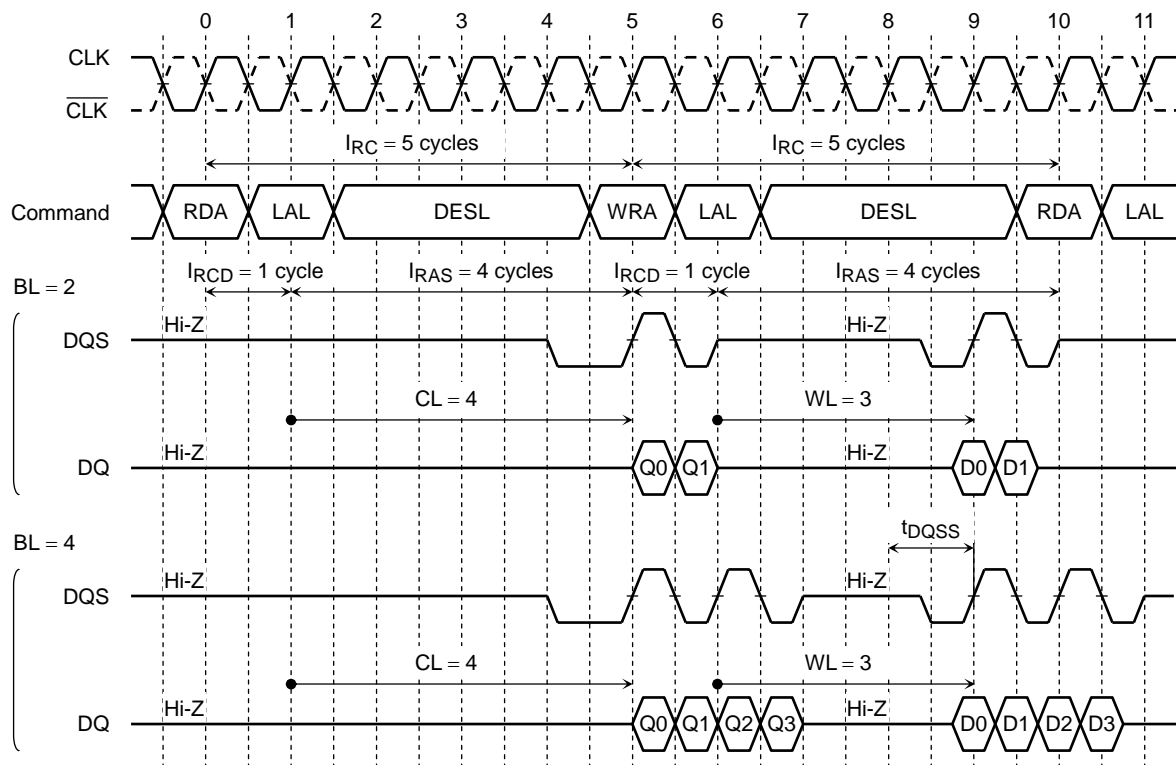 0 1 2 3 4 5 6 7 8 9 10 11
CLK
CLK
IRC = 5 cycles IRC = 5 cycles
Command RDA LAL DESL WRA LAL DESL RDA LAL
IRCD = 1 cycle IRAS = 4 cycles IRCD = 1 cycle IRAS = 4 cycles
BL = 2
Hi-Z Hi-Z
DQS
CL = 4 WL = 3
Hi-Z Hi-Z
DQ Q0 Q1 D0 D1
BL = 4
tDQSS
Hi-Z Hi-Z
DQS
CL = 4 WL = 3
Hi-Z Hi-Z
DQ Q0 Q1 Q2 Q3 D0 D1 D2 D3